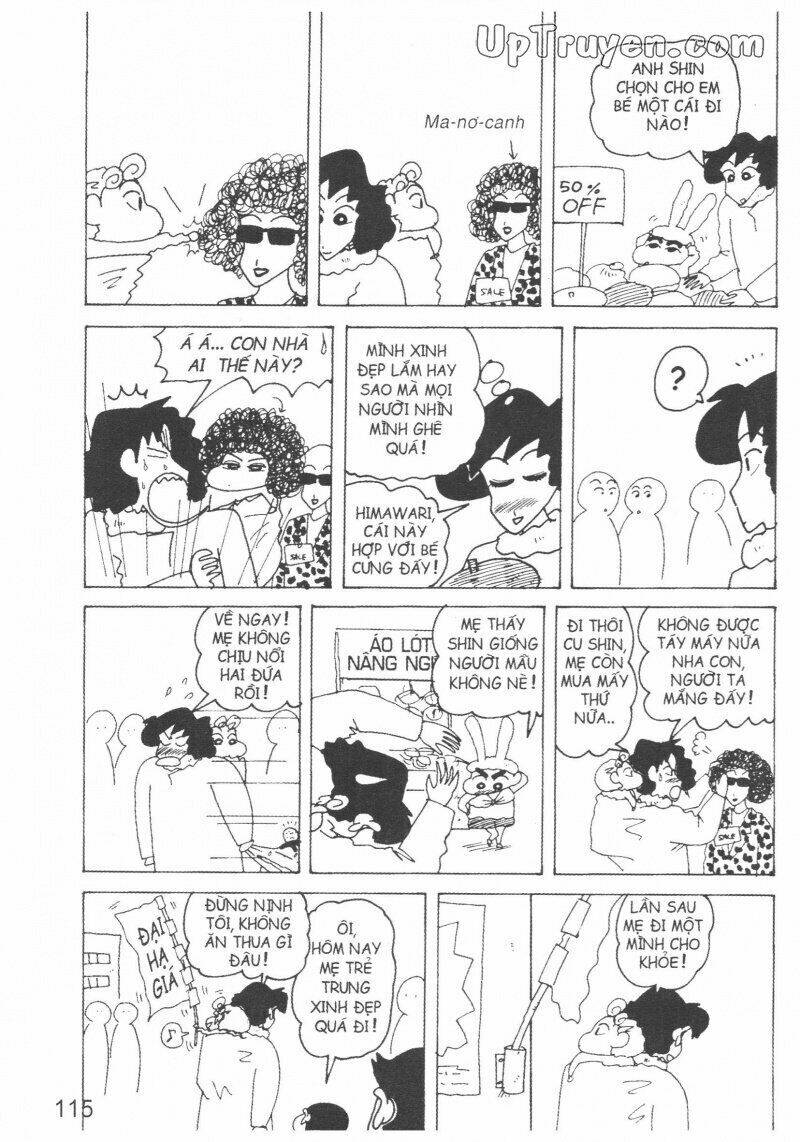 UpTruyen.com
ANH SHIN
CHỌN CHO EM
BÉ MỘT CÁI ĐI
NÀO!
50%
OFF
Ma-nơ-canh
SALE
?
MÌNH XINH
ĐẸP LẮM HAY
SAO MÀ MỌI
NGƯỜI NHÌN
MÌNH GHÊ
QUÁ!
HIMAWARI,
CÁI NÀY
HỢP VỚI BÉ
CƯNG ĐẤY!
Á Á... CON NHÀ
AI THẾ NÀY?
SALE
KHÔNG ĐƯỢC
TÁY MÁY NỮA
NHA CON,
NGƯỜI TA
MẮNG ĐẤY!
ĐI THÔI
CU SHIN,
MẸ CÒN
MUA MẤY
THỨ
NỮA..
SALE
MẸ THẤY
SHIN GIỐNG
NGƯỜI MẪU
KHÔNG NÈ!
ÁO LÓT
NÂNG
VỀ NGAY!
MẸ KHÔNG
CHỊU NỔI
HAI ĐỨA
RỒI!
LẦN SAU
MẸ ĐI MỘT
MÌNH CHO
KHỎE!
ÔI,
HÔM NAY
MẸ TRẺ
TRUNG
XINH ĐẸP
QUÁ ĐI!
ĐỪNG NỊNH
TÔI, KHÔNG
ĂN THUA GÌ
ĐÂU!
ĐẠI
HẠ
GIÁ
115